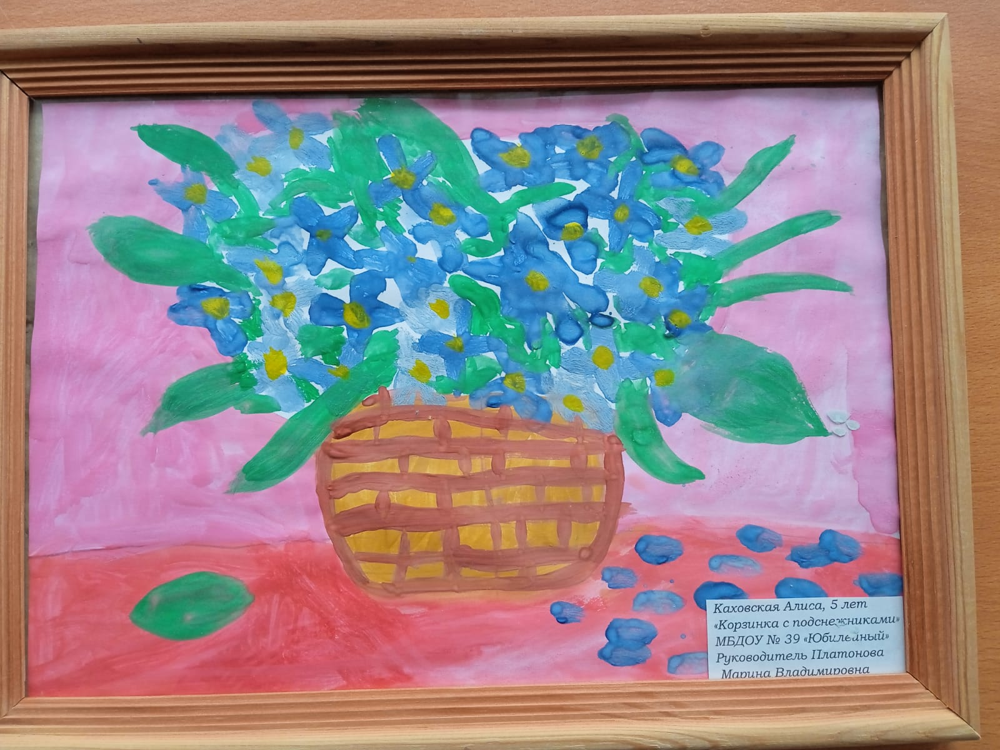 Каховская Алиса, 5 лет
«Корзинка с подснежниками»
МБДОУ № 39 «Юбилейный»
Руководитель Платонова
Марина Владимировна